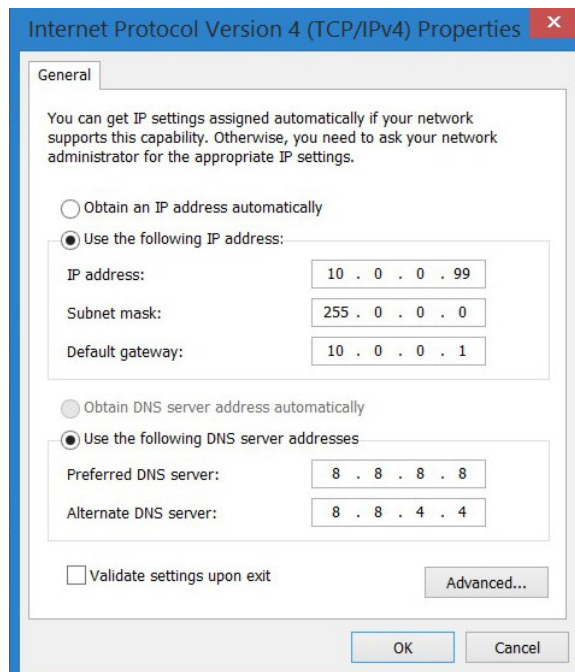 Internet Protocol Version 4 (TCP/IPv4) Properties
General
You can get IP settings assigned automatically if your network
supports this capability. Otherwise, you need to ask your network
administrator for the appropriate IP settings.
Obtain an IP address automatically
Use the following IP address:
IP address: 10 . 0 . 0 . 99
Subnet mask: 255 . 0 . 0 . 0
Default gateway: 10 . 0 . 0 . 1
Obtain DNS server address automatically
Use the following DNS server addresses
Preferred DNS server: 8 . 8 . 8 . 8
Alternate DNS server: 8 . 8 . 4 . 4
Validate settings upon exit
Advanced...
OK Cancel